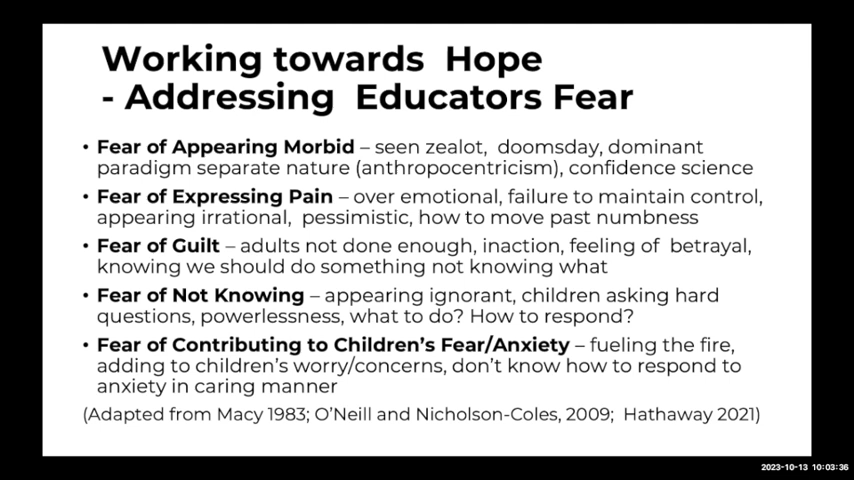 Working towards Hope
- Addressing Educators Fear
• Fear of Appearing Morbid – seen zealot, doomsday, dominant
paradigm separate nature (anthropocentricism), confidence science
• Fear of Expressing Pain – over emotional, failure to maintain control,
appearing irrational, pessimistic, how to move past numbness
• Fear of Guilt – adults not done enough, inaction, feeling of betrayal,
knowing we should do something not knowing what
• Fear of Not Knowing – appearing ignorant, children asking hard
questions, powerlessness, what to do? How to respond?
• Fear of Contributing to Children's Fear/Anxiety – fueling the fire,
adding to children's worry/concerns, don't know how to respond to
anxiety in caring manner
(Adapted from Macy 1983; O'Neill and Nicholson-Coles, 2009; Hathaway 2021)
2023-10-13 10:03:36